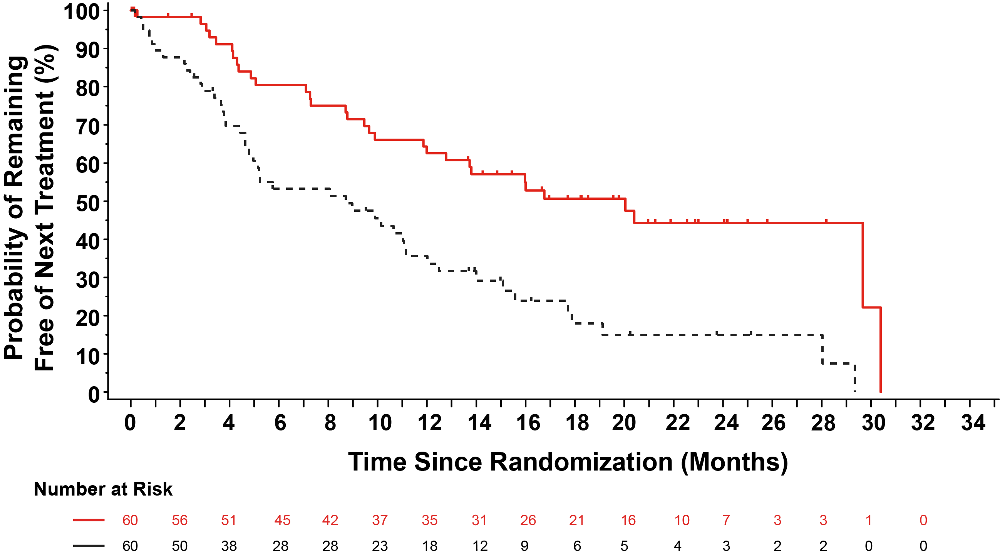 Probability of Remaining
Free of Next Treatment (%)
100
90
80
70
60
50
40
30
20
10
0
0 2 4 6 8 10 12 14 16 18 20 22 24 26 28 30 32 34
Time Since Randomization (Months)
Number at Risk
60 56 51 45 42 37 35 31 26 21 16 10 7 3 3 1 0
60 50 38 28 28 23 18 12 9 6 5 4 3 2 2 0 0